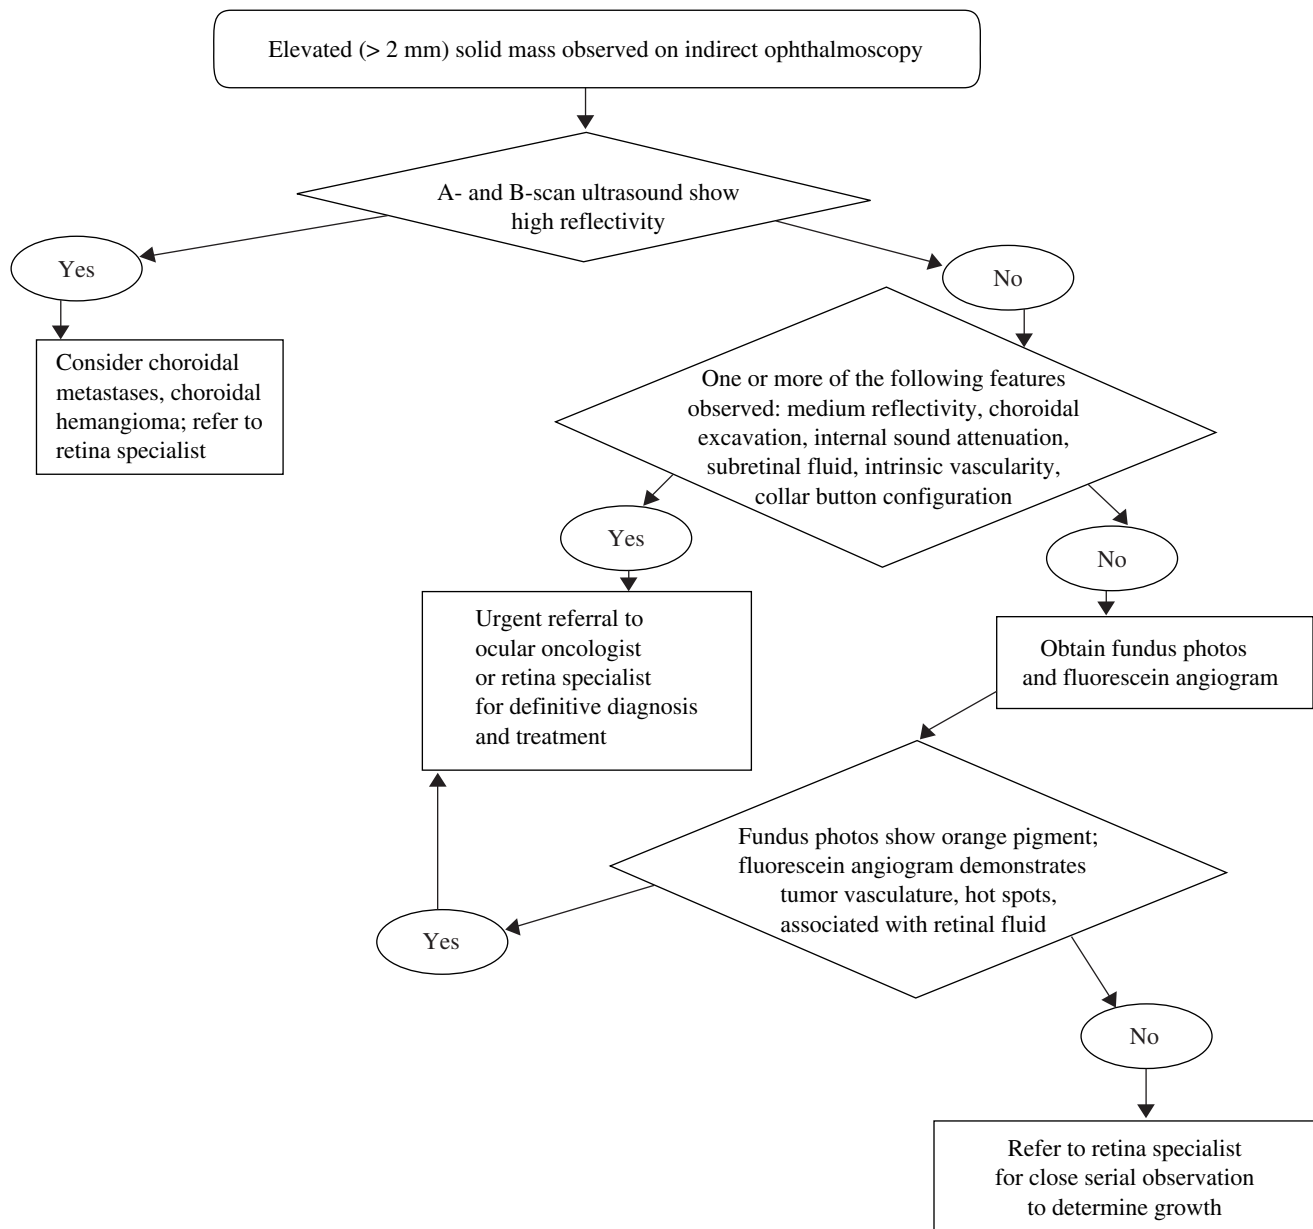 Elevated (> 2 mm) solid mass observed on indirect ophthalmoscopy
A- and B-scan ultrasound show
high reflectivity
Yes
No
Consider choroidal
metastases, choroidal
hemangioma; refer to
retina specialist
One or more of the following features
observed: medium reflectivity, choroidal
excavation, internal sound attenuation,
subretinal fluid, intrinsic vascularity,
collar button configuration
Yes
No
Urgent referral to
ocular oncologist
or retina specialist
for definitive diagnosis
and treatment
Obtain fundus photos
and fluorescein angiogram
Fundus photos show orange pigment;
fluorescein angiogram demonstrates
tumor vasculature, hot spots,
associated with retinal fluid
Yes
No
Refer to retina specialist
for close serial observation
to determine growth